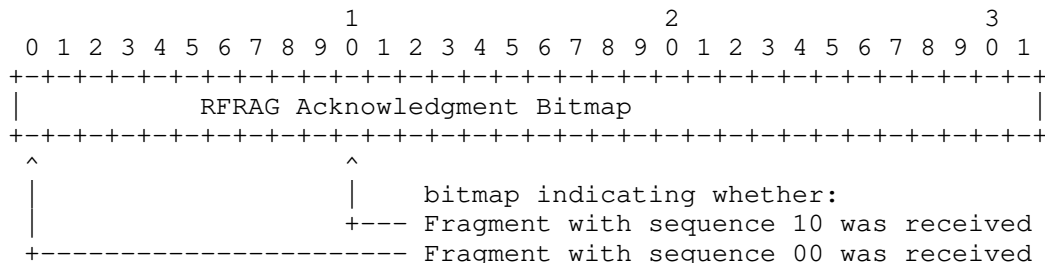 1                   2                   3
 0 1 2 3 4 5 6 7 8 9 0 1 2 3 4 5 6 7 8 9 0 1 2 3 4 5 6 7 8 9 0 1
+-+-+-+-+-+-+-+-+-+-+-+-+-+-+-+-+-+-+-+-+-+-+-+-+-+-+-+-+-+-+-+-+
|           RFRAG Acknowledgment Bitmap                         |
+-+-+-+-+-+-+-+-+-+-+-+-+-+-+-+-+-+-+-+-+-+-+-+-+-+-+-+-+-+-+-+-+
 ^                   ^
 |                   |    bitmap indicating whether:
 |                   +--- Fragment with sequence 10 was received
 +----------------------- Fragment with sequence 00 was received